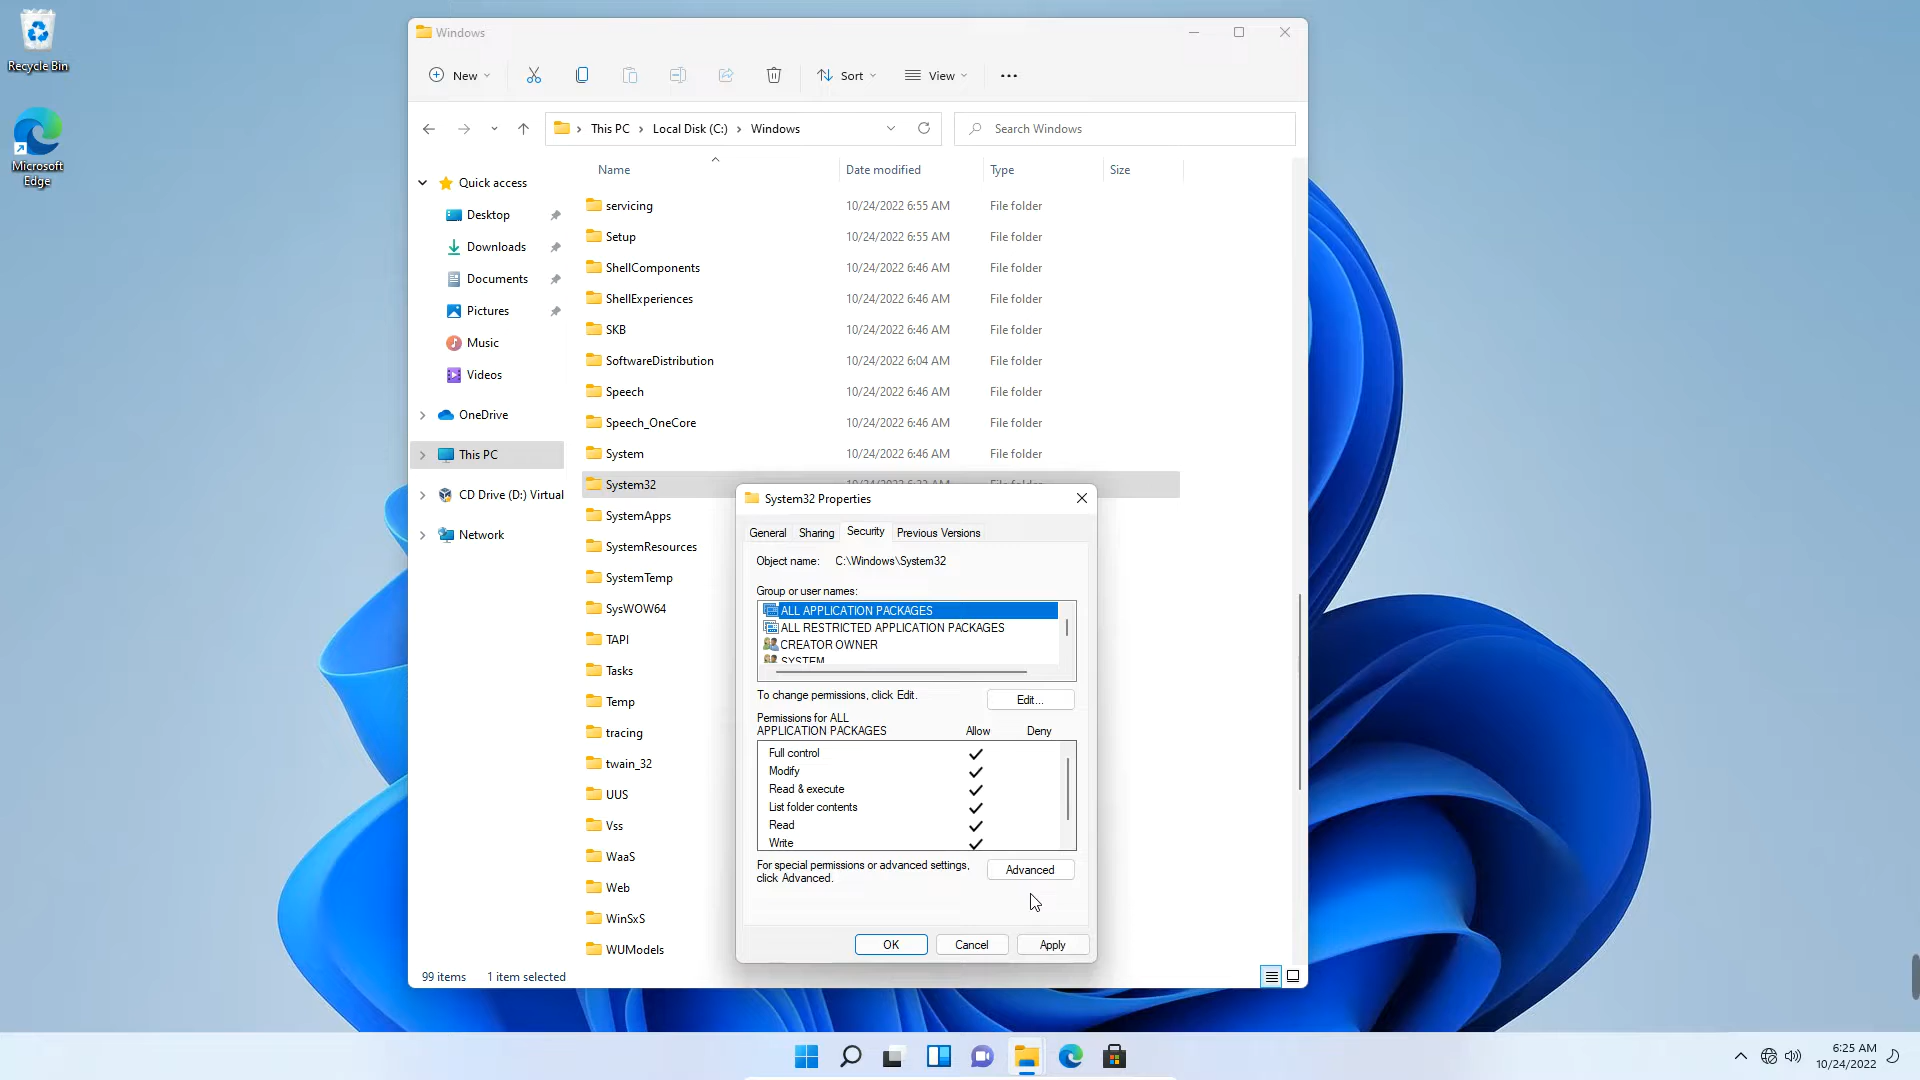 Recycle Bin
Microsoft
Edge
Windows
New
Sort
View
This PC
Local Disk (C:)
Windows
Search Windows
Quick access
Desktop
Downloads
Documents
Pictures
Music
Videos
OneDrive
This PC
CD Drive (D:) Virtual
Network
Name Date modified Type Size
servicing 10/24/2022 6:55 AM File folder
Setup 10/24/2022 6:55 AM File folder
ShellComponents 10/24/2022 6:46 AM File folder
ShellExperiences 10/24/2022 6:46 AM File folder
SKB 10/24/2022 6:46 AM File folder
SoftwareDistribution 10/24/2022 6:04 AM File folder
Speech 10/24/2022 6:46 AM File folder
Speech_OneCore 10/24/2022 6:46 AM File folder
System 10/24/2022 6:46 AM File folder
System32
SystemApps
SystemResources
SystemTemp
SysWOW64
TAPI
Tasks
Temp
tracing
twain_32
UUS
Vss
WaaS
Web
WinSxS
WUModels
99 items 1 item selected
System32 Properties
General Sharing Security Previous Versions
Object name: C:\Windows\System32
Group or user names:
ALL APPLICATION PACKAGES
ALL RESTRICTED APPLICATION PACKAGES
CREATOR OWNER
SYSTEM
To change permissions, click Edit.
Edit...
Permissions for ALL
APPLICATION PACKAGES Allow Deny
Full control
Modify
Read & execute
List folder contents
Read
Write
For special permissions or advanced settings,
click Advanced.
Advanced
OK Cancel Apply
6:25 AM
10/24/2022